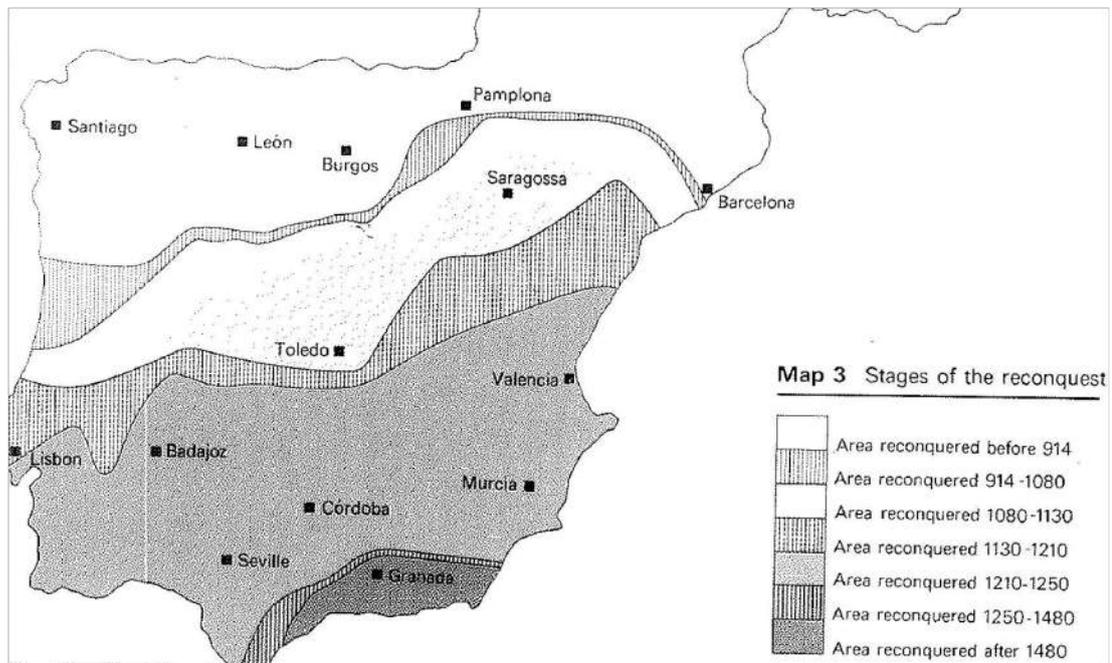 Pamplona
Santiago
León
Burgos
Saragossa
Barcelona
Toledo
Valencia
Map 3 Stages of the reconquest
Lisbon
Badajoz
Murcia
Córdoba
Seville
Granada
Area reconquered before 914
Area reconquered 914-1080
Area reconquered 1080-1130
Area reconquered 1130-1210
Area reconquered 1210-1250
Area reconquered 1250-1480
Area reconquered after 1480